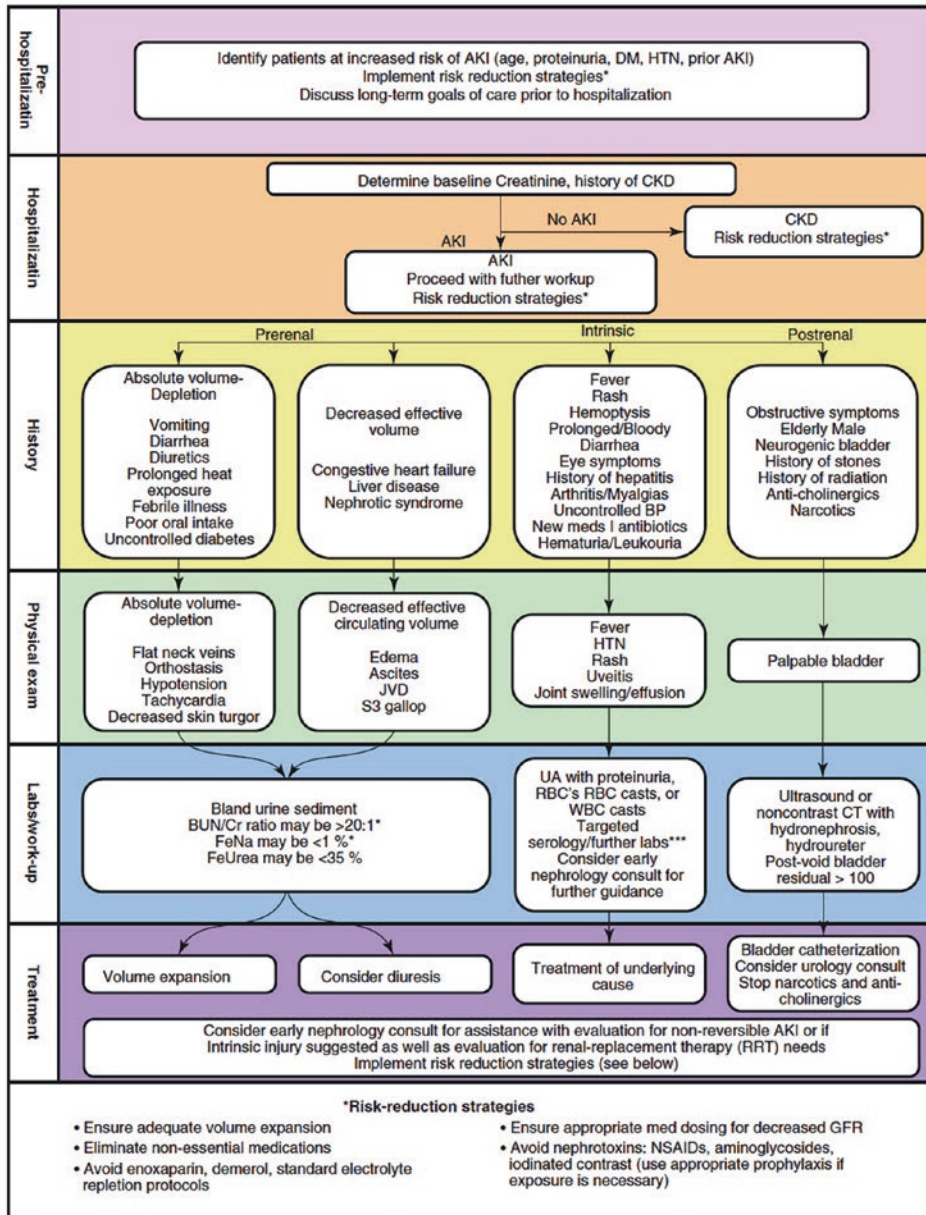 Pre-
hospitalizatin
Identify patients at increased risk of AKI (age, proteinuria, DM, HTN, prior AKI)
Implement risk reduction strategies*
Discuss long-term goals of care prior to hospitalization
Hospitalizatin
Determine baseline Creatinine, history of CKD
No AKI
CKD
Risk reduction strategies*
AKI
AKI
Proceed with futher workup
Risk reduction strategies*
History
Prerenal
Intrinsic
Postrenal
Absolute volume-
Depletion
Vomiting
Diarrhea
Diuretics
Prolonged heat
exposure
Febrile illness
Poor oral intake
Uncontrolled diabetes
Decreased effective
volume
Congestive heart failure
Liver disease
Nephrotic syndrome
Fever
Rash
Hemoptysis
Prolonged/Bloody
Diarrhea
Eye symptoms
History of hepatitis
Arthritis/Myalgias
Uncontrolled BP
New meds | antibiotics
Hematuria/Leukouria
Obstructive symptoms
Elderly Male
Neurogenic bladder
History of stones
History of radiation
Anti-cholinergics
Narcotics
Physical exam
Absolute volume-
depletion
Flat neck veins
Orthostasis
Hypotension
Tachycardia
Decreased skin turgor
Decreased effective
circulating volume
Edema
Ascites
JVD
S3 gallop
Fever
HTN
Rash
Uveitis
Joint swelling/effusion
Palpable bladder
Labs/work-up
Bland urine sediment
BUN/Cr ratio may be >20:1*
FeNa may be <1 %*
FeUrea may be <35 %
UA with proteinuria,
RBC's RBC casts, or
WBC casts
Targeted
serology/further labs***
Consider early
nephrology consult for
further guidance
Ultrasound or
noncontrast CT with
hydronephrosis,
hydroureter
Post-void bladder
residual > 100
Treatment
Volume expansion
Consider diuresis
Treatment of underlying
cause
Bladder catheterization
Consider urology consult
Stop narcotics and anti-
cholinergics
Consider early nephrology consult for assistance with evaluation for non-reversible AKI or if
Intrinsic injury suggested as well as evaluation for renal-replacement therapy (RRT) needs
Implement risk reduction strategies (see below)
*Risk-reduction strategies
• Ensure adequate volume expansion
• Eliminate non-essential medications
• Avoid enoxaparin, demerol, standard electrolyte
repletion protocols
• Ensure appropriate med dosing for decreased GFR
• Avoid nephrotoxins: NSAIDs, aminoglycosides,
iodinated contrast (use appropriate prophylaxis if
exposure is necessary)